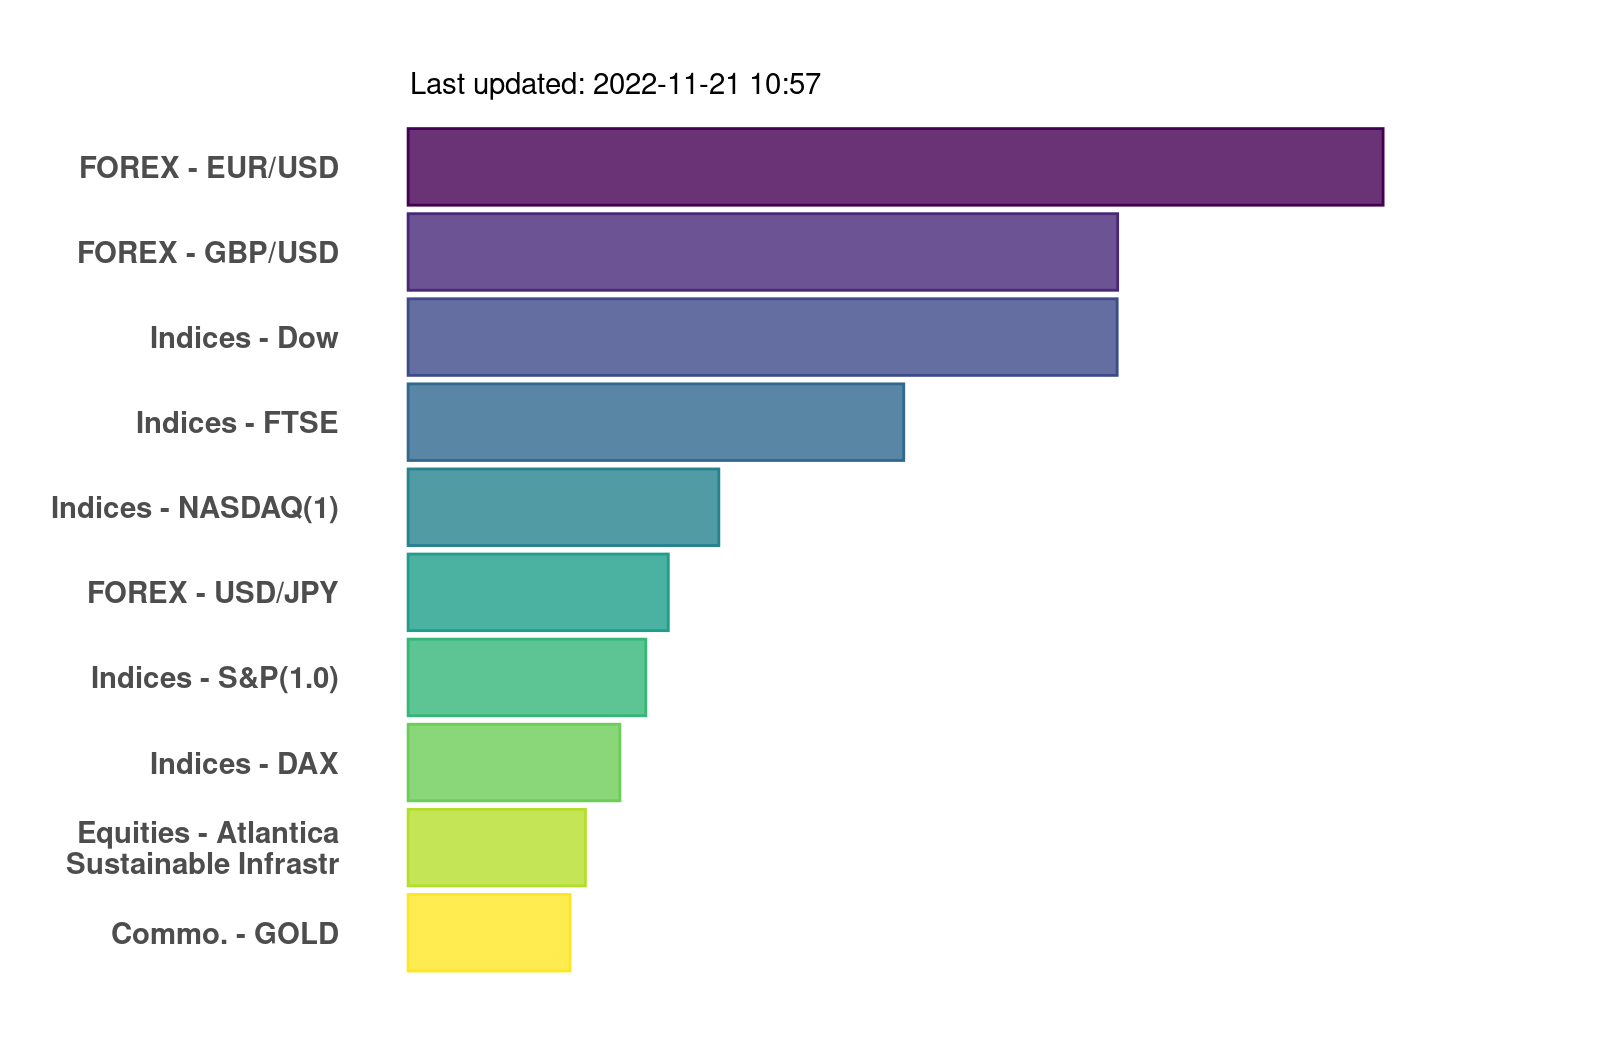 Last updated: 2022-11-21 10:57
FOREX - EUR/USD
FOREX - GBP/USD
Indices - Dow
Indices - FTSE
Indices - NASDAQ(1)
FOREX - USD/JPY
Indices - S&P(1.0)
Indices - DAX
Equities - Atlantica
Sustainable Infrastr
Commo. - GOLD